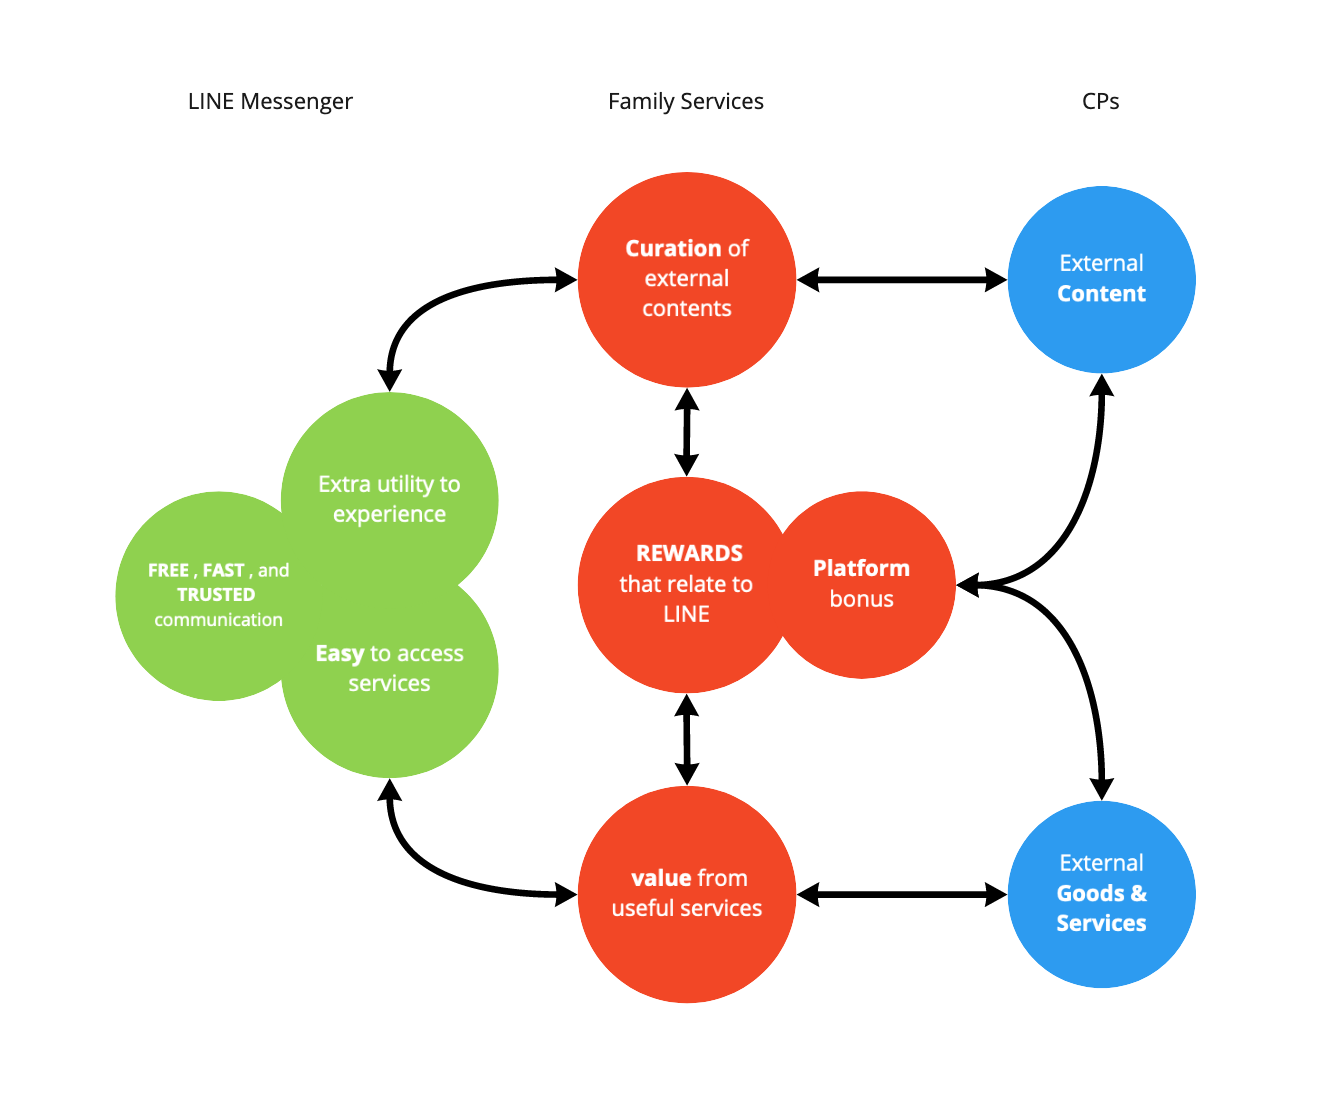 LINE Messenger
Family Services
CPs
Curation of
external
contents
External
Content
Extra utility to
experience
FREE , FAST , and
TRUSTED
communication
Easy to access
services
REWARDS
that relate to
LINE
Platform
bonus
value from
useful services
External
Goods &
Services